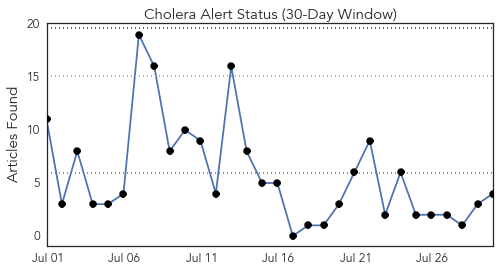 Cholera Alert Status (30-Day Window)
Articles Found
20
15
10
5
0
Jul 01 Jul 06 Jul 11 Jul 16 Jul 21 Jul 26